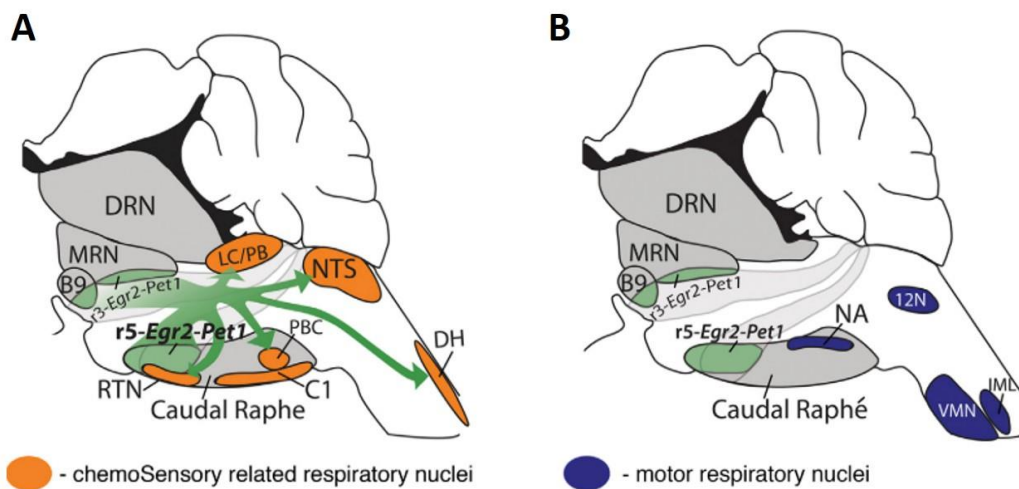 A
DRN
MRN
B9
r3-Egr2-Pet1
LC/PB
NTS
r5-Egr2-Pet1
PBC
DH
RTN
C1
Caudal Raphe
- chemoSensory related respiratory nuclei
B
DRN
MRN
B9
r3-Egr2-Pet1
12N
r5-Egr2-Pet1
NA
Caudal Raphé
VMN
IML
- motor respiratory nuclei